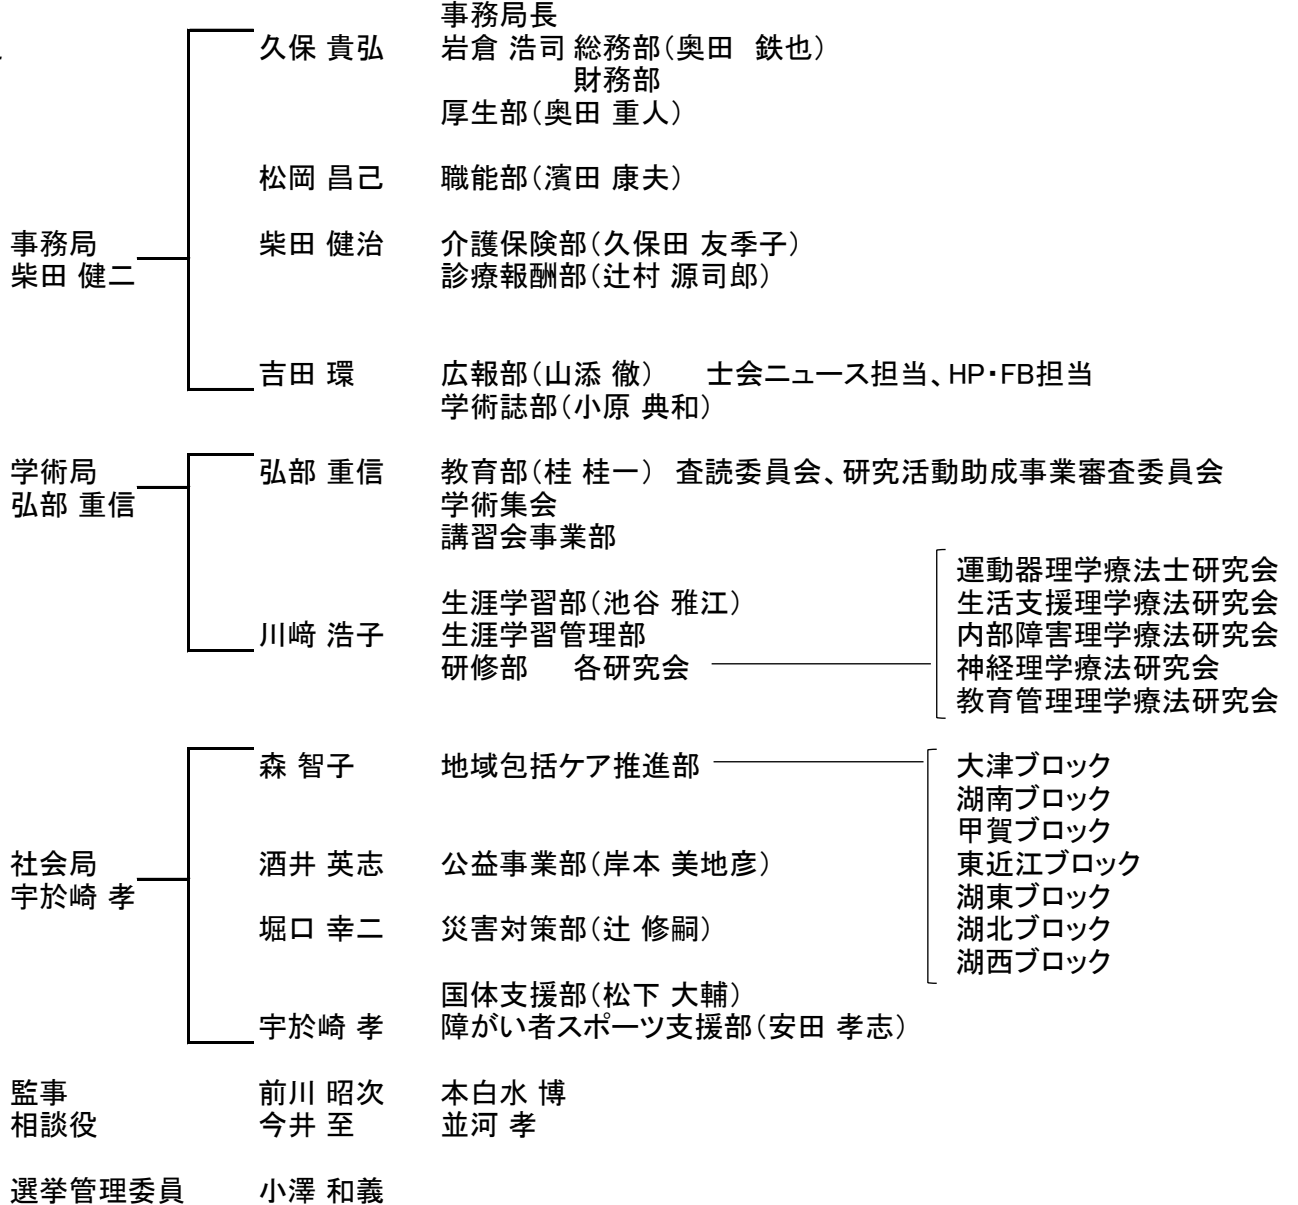 事務局長
久保 貴弘 岩倉 浩司 総務部（奥田　鉄也）
財務部
厚生部（奥田 重人）
松岡 昌己 職能部（濱田 康夫）
事務局 柴田 健治 介護保険部（久保田 友季子）
柴田 健二 診療報酬部（辻村 源司郎）
吉田 環 広報部（山添 徹） 士会ニュース担当、HP・FB担当
学術誌部（小原 典和）
学術局 弘部 重信 教育部（桂 桂一） 査読委員会、研究活動助成事業審査委員会
弘部 重信 学術集会
講習会事業部
運動器理学療法士研究会
生涯学習部（池谷 雅江） 生活支援理学療法研究会
川﨑 浩子 生涯学習管理部 内部障害理学療法研究会
研修部 各研究会 神経理学療法研究会
教育管理理学療法研究会
森 智子 地域包括ケア推進部 大津ブロック
湖南ブロック
甲賀ブロック
社会局 酒井 英志 公益事業部（岸本 美地彦） 東近江ブロック
宇於崎 孝 湖東ブロック
堀口 幸二 災害対策部（辻 修嗣） 湖北ブロック
湖西ブロック
国体支援部（松下 大輔）
宇於崎 孝 障がい者スポーツ支援部（安田 孝志）
監事 前川 昭次 本白水 博
相談役 今井 至 並河 孝
選挙管理委員 小澤 和義